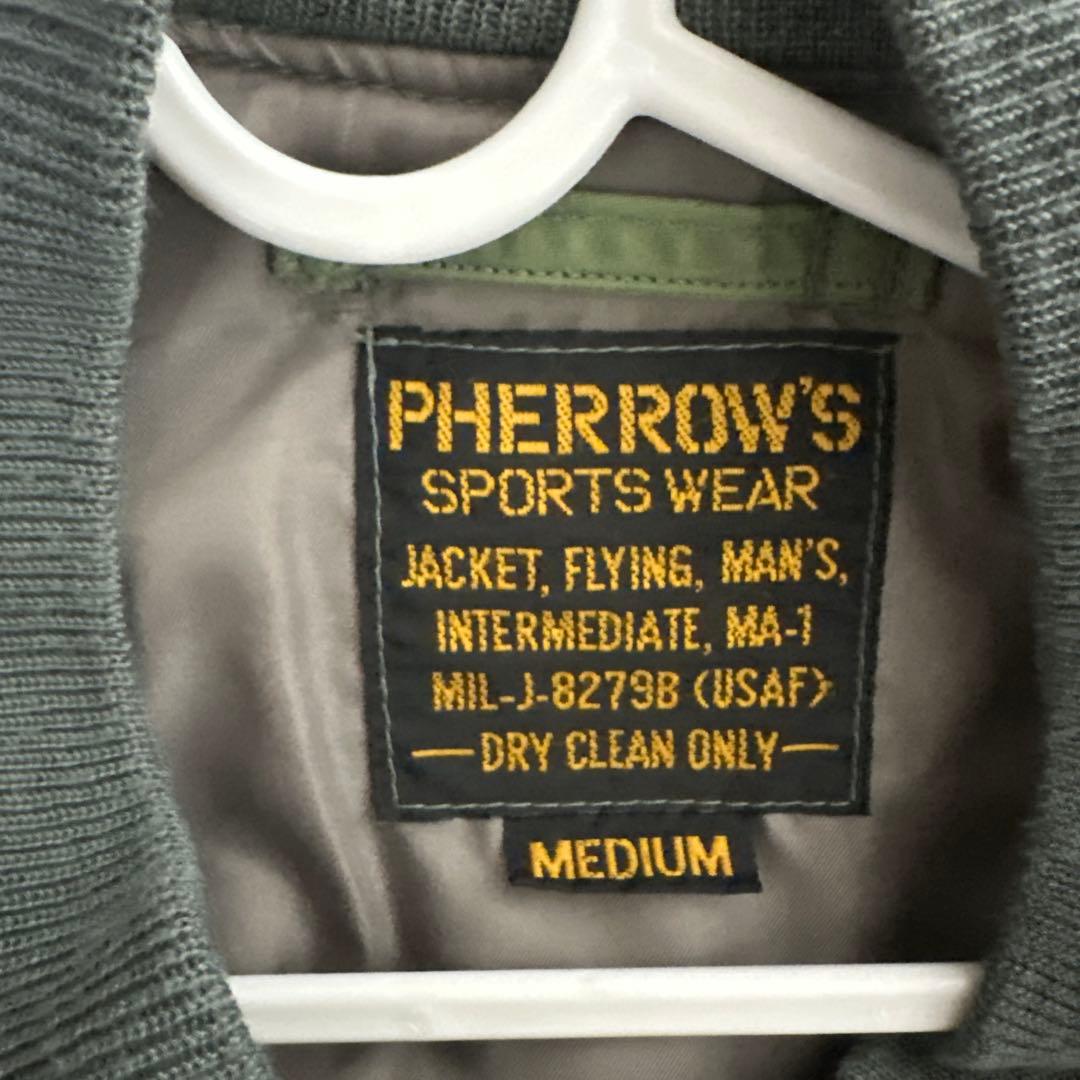 PHERROW'S
SPORTS WEAR
JACKET, FLYING, MAN'S,
INTERMEDIATE, MA-1
MIL-J-8279B (USAF)
— DRY CLEAN ONLY —
MEDIUM